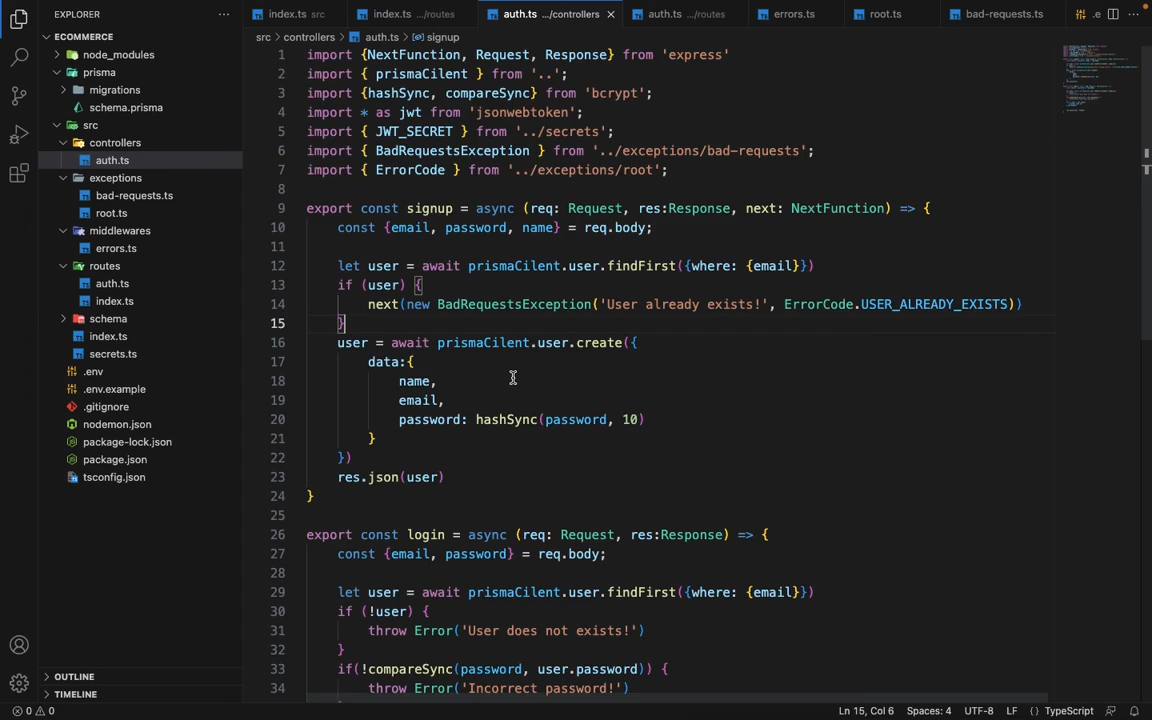 EXPLORER
index.ts src
index.ts .../routes
auth.ts .../controllers
auth.ts .../routes
errors.ts
root.ts
bad-requests.ts
.e
src > controllers > auth.ts > signup
ECOMMERCE
node_modules
prisma
migrations
schema.prisma
src
controllers
auth.ts
exceptions
bad-requests.ts
root.ts
middlewares
errors.ts
routes
auth.ts
index.ts
schema
index.ts
secrets.ts
.env
.env.example
.gitignore
nodemon.json
package-lock.json
package.json
tsconfig.json
OUTLINE
TIMELINE
1 import {NextFunction, Request, Response} from 'express'
2 import { prismaCilent } from '..';
3 import {hashSync, compareSync} from 'bcrypt';
4 import * as jwt from 'jsonwebtoken';
5 import { JWT_SECRET } from '../secrets';
6 import { BadRequestsException } from '../exceptions/bad-requests';
7 import { ErrorCode } from '../exceptions/root';
8
9 export const signup = async (req: Request, res:Response, next: NextFunction) => {
10 const {email, password, name} = req.body;
11
12 let user = await prismaCilent.user.findFirst({where: {email}})
13 if (user) {
14 next(new BadRequestsException('User already exists!', ErrorCode.USER_ALREADY_EXISTS))
15 }
16 user = await prismaCilent.user.create({
17 data:{
18 name,
19 email,
20 password: hashSync(password, 10)
21 }
22 })
23 res.json(user)
24 }
25
26 export const login = async (req: Request, res:Response) => {
27 const {email, password} = req.body;
28
29 let user = await prismaCilent.user.findFirst({where: {email}})
30 if (!user) {
31 throw Error('User does not exists!')
32 }
33 if(!compareSync(password, user.password)) {
34 throw Error('Incorrect password!')
0 0
Ln 15, Col 6
Spaces: 4
UTF-8
LF
{} TypeScript